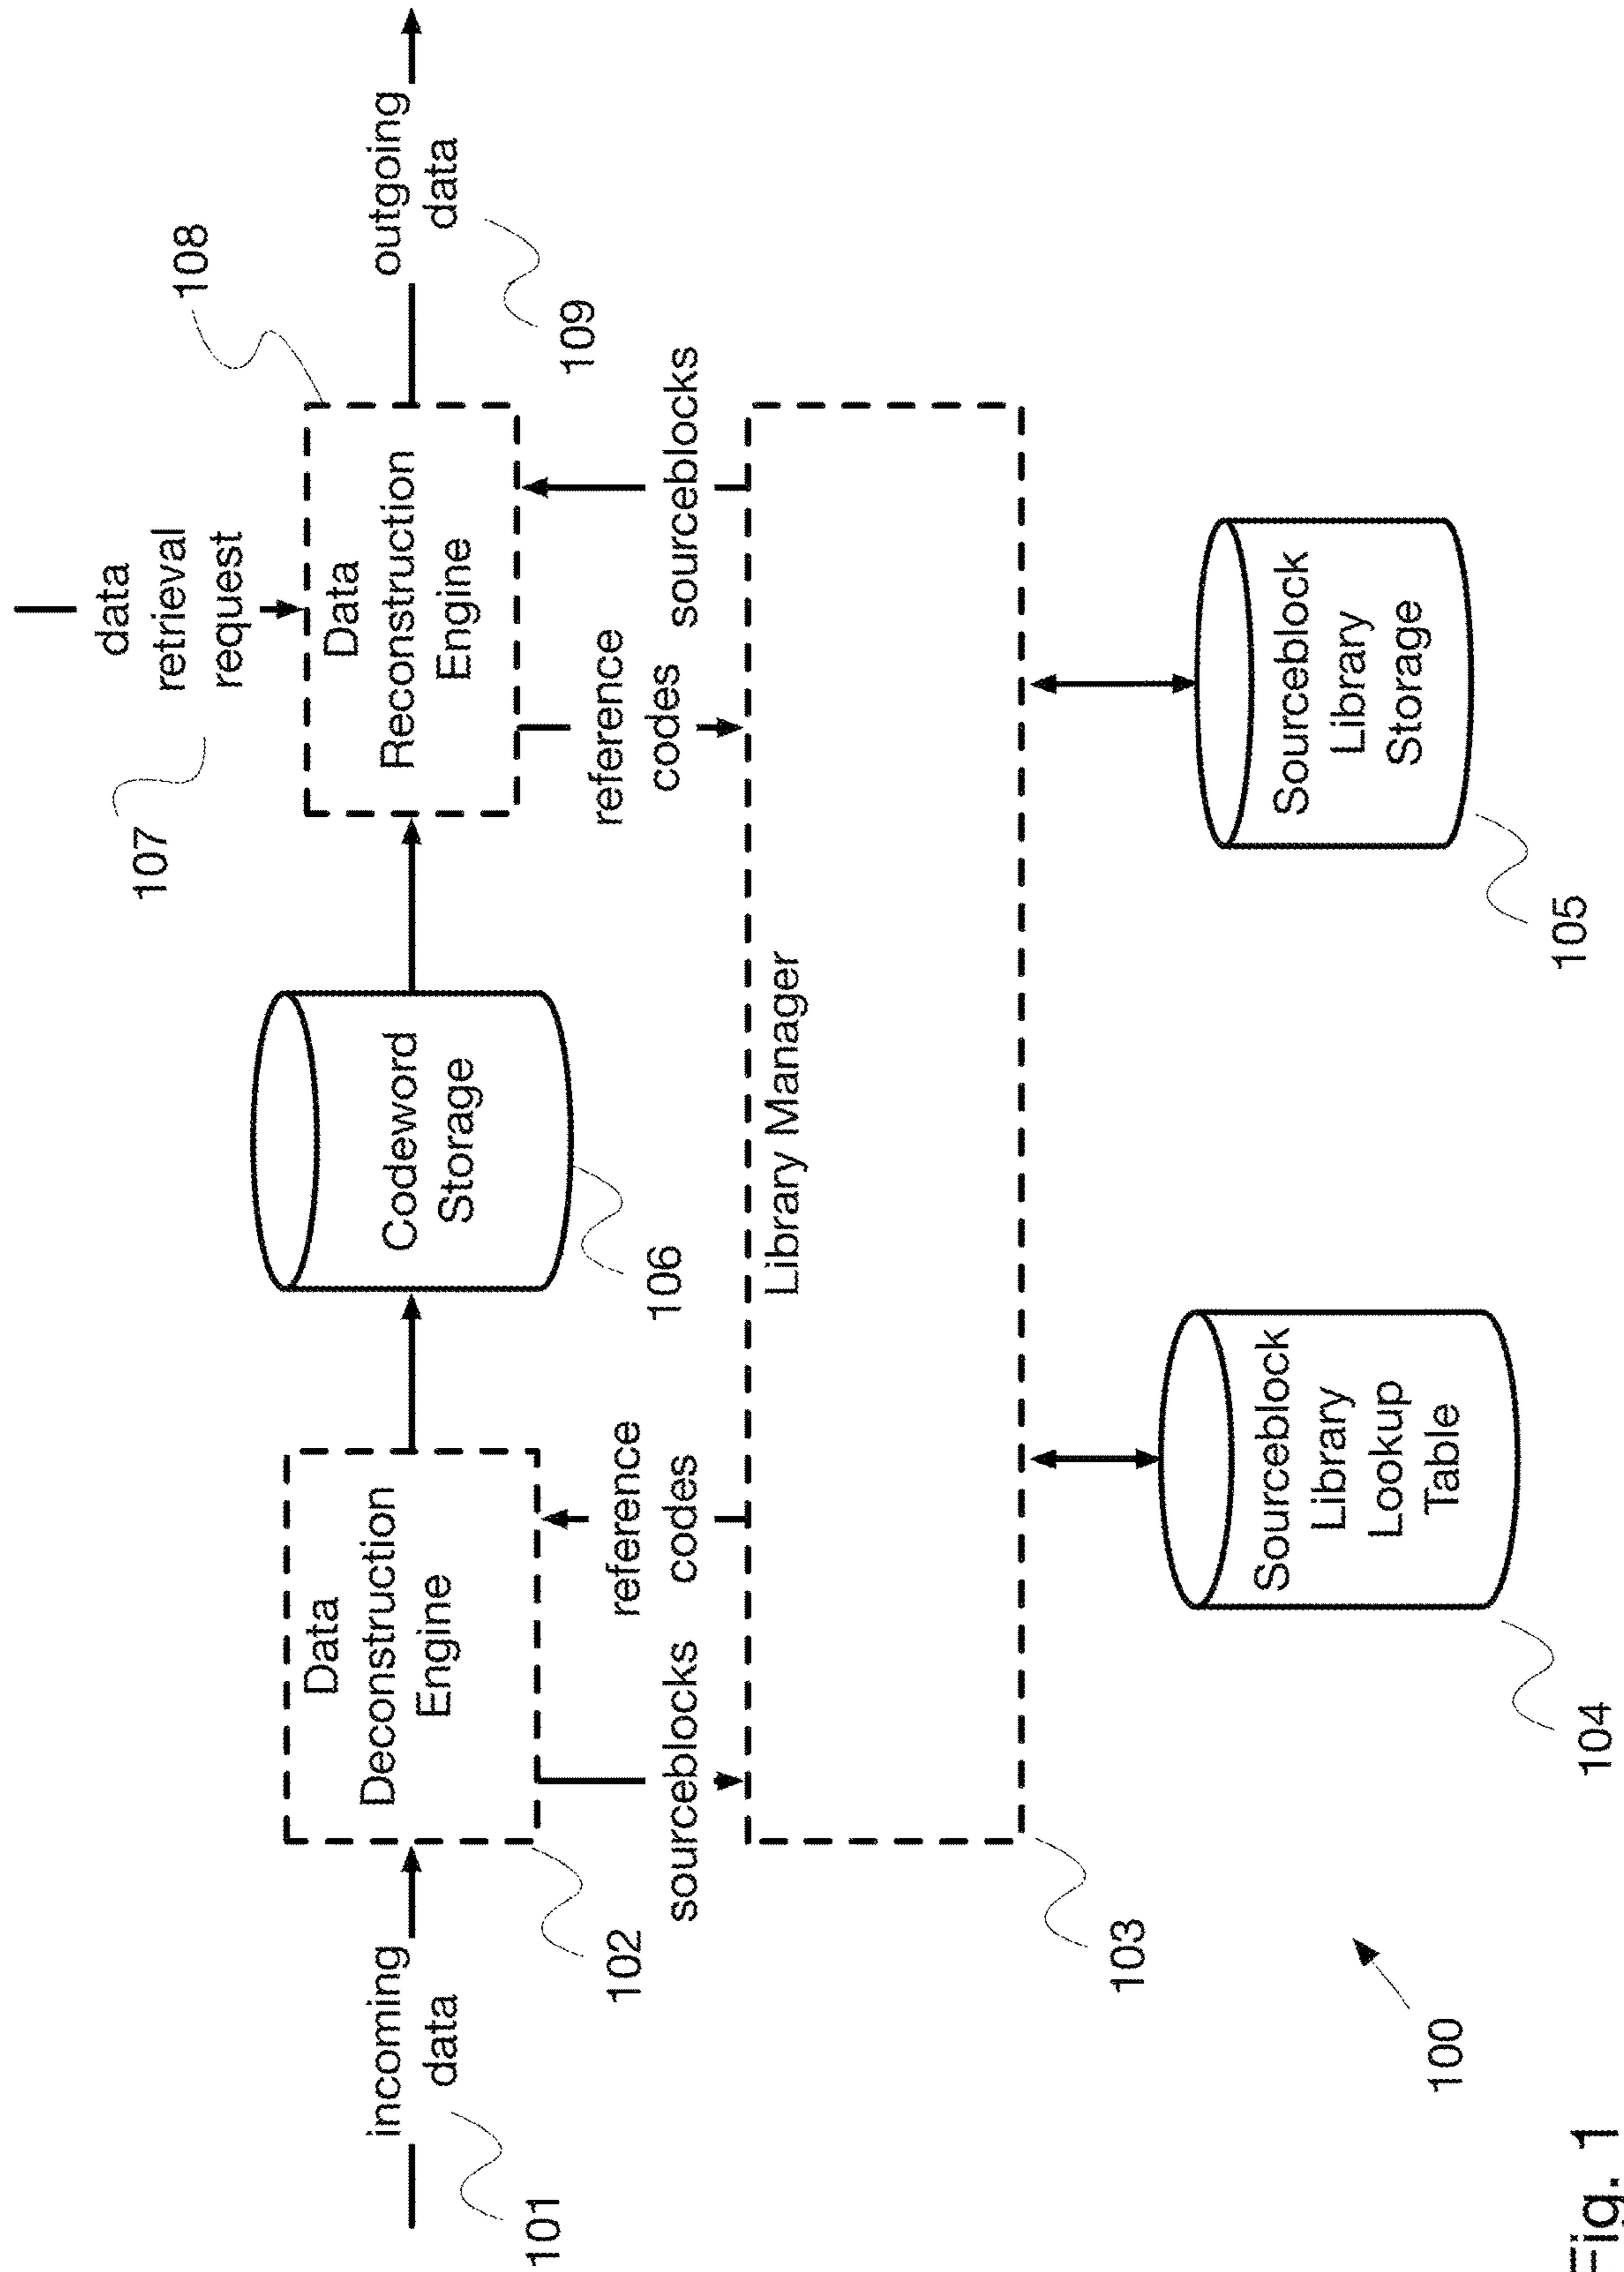 data
retrieval
request
107
108
incoming
data
101
Data
Deconstruction
Engine
102
Codeword
Storage
106
Data
Reconstruction
Engine
outgoing
data
109
sourceblocks
reference
codes
reference
codes
sourceblocks
Library Manager
103
Sourceblock
Library
Lookup
Table
104
Sourceblock
Library
Storage
105
100
Fig. 1